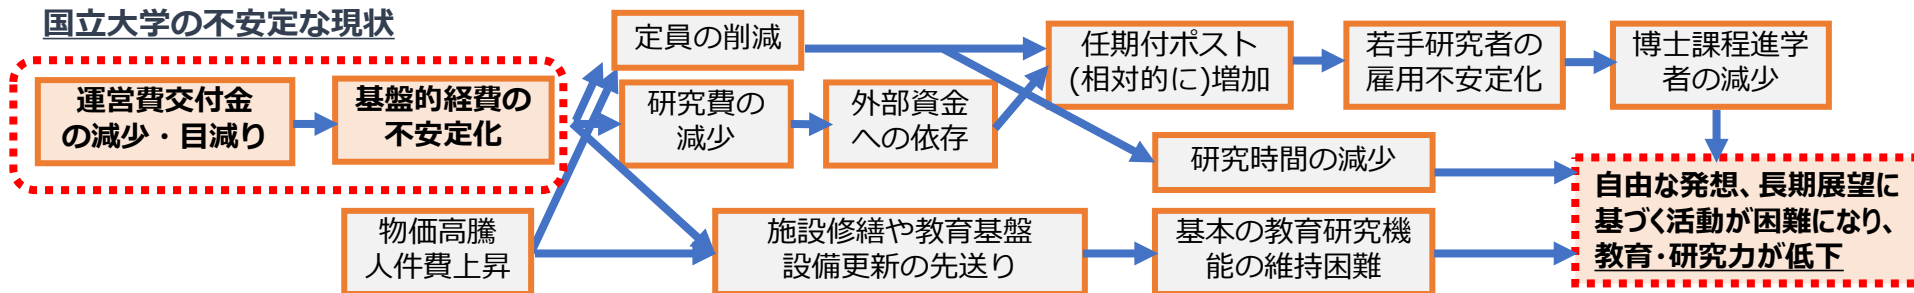 国立大学の不安定な現状
運営費交付金
の減少・目減り
基盤的経費の
不安定化
定員の削減
研究費の
減少
外部資金
への依存
任期付ポスト
(相対的に)増加
若手研究者の
雇用不安定化
博士課程進学
者の減少
研究時間の減少
物価高騰
人件費上昇
施設修繕や教育基盤
設備更新の先送り
基本の教育研究機
能の維持困難
自由な発想、長期展望に
基づく活動が困難になり、
教育・研究力が低下